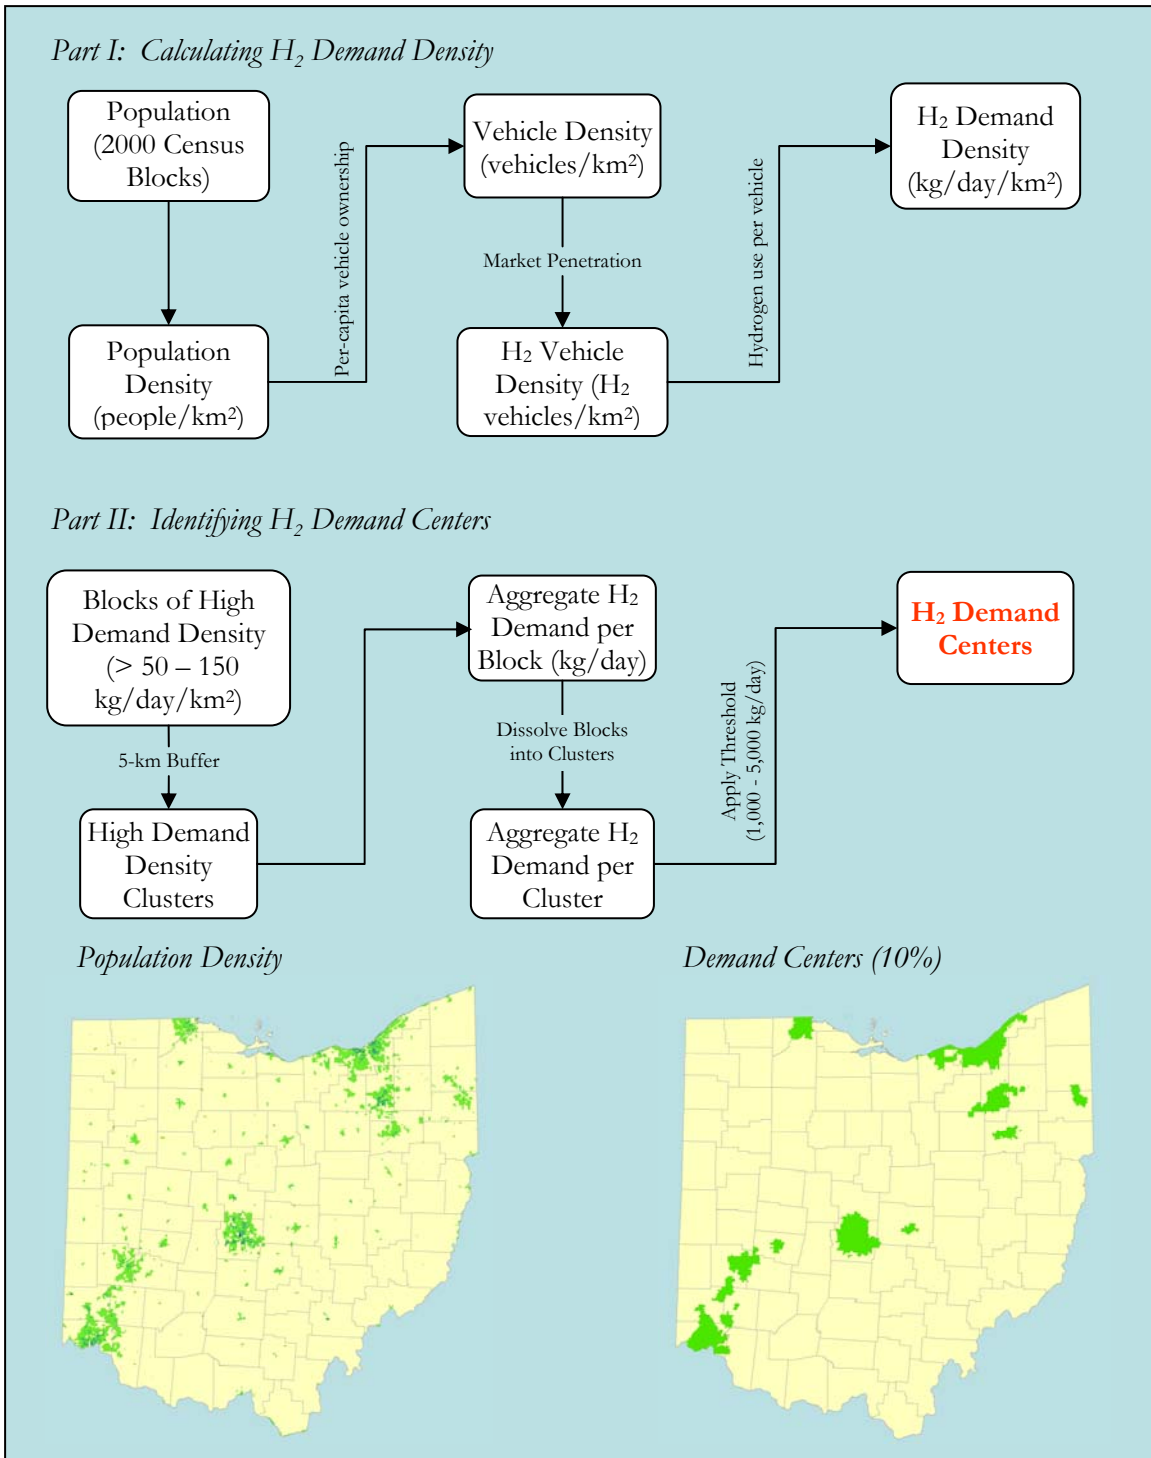 Part I: Calculating H₂ Demand Density
Population
(2000 Census
Blocks)
Per-capita vehicle ownership
Vehicle Density
(vehicles/km²)
Hydrogen use per vehicle
H₂ Demand
Density
(kg/day/km²)
Market Penetration
Population
Density
(people/km²)
H₂ Vehicle
Density (H₂
vehicles/km²)
Part II: Identifying H₂ Demand Centers
Blocks of High
Demand Density
(> 50 – 150
kg/day/km²)
Aggregate H₂
Demand per
Block (kg/day)
H₂ Demand
Centers
5-km Buffer
Dissolve Blocks
into Clusters
Apply Threshold
(1,000 - 5,000 kg/day)
High Demand
Density
Clusters
Aggregate H₂
Demand per
Cluster
Population Density
Demand Centers (10%)